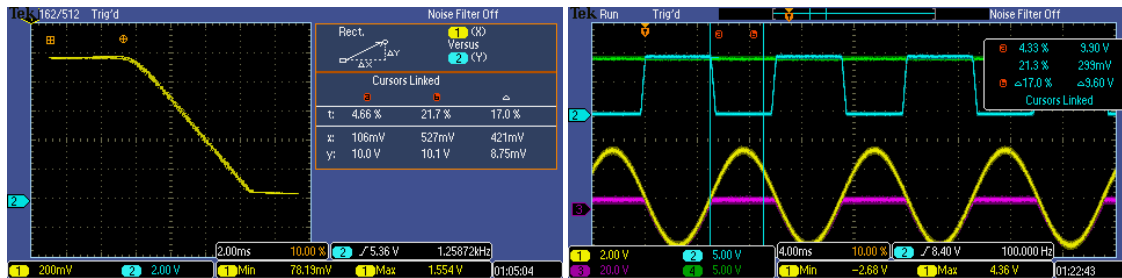 Tek 162/512 Trig'd Noise Filter Off
Rect. 1 (X)
Versus
ΔY 2 (Y)
ΔX
Cursors Linked
a b Δ
t: 4.66 % 21.7 % 17.0 %
x: 106mV 527mV 421mV
y: 10.0 V 10.1 V 8.75mV
2
2.00ms 10.00 % 2 5.36 V 1.25872kHz
1 200mV 2 2.00 V 1 Min 78.19mV 1 Max 1.554 V 01:05:04
Tek Run Trig'd Noise Filter Off
T
a b
a 4.33 % 9.90 V
21.3 % 299mV
b Δ17.0 % Δ9.60 V
Cursors Linked
2
3
4.00ms 10.00 % 2 8.40 V 100.000 Hz
1 2.00 V 2 5.00 V
3 20.0 V 4 5.00 V 1 Min −2.68 V 1 Max 4.36 V 01:22:43